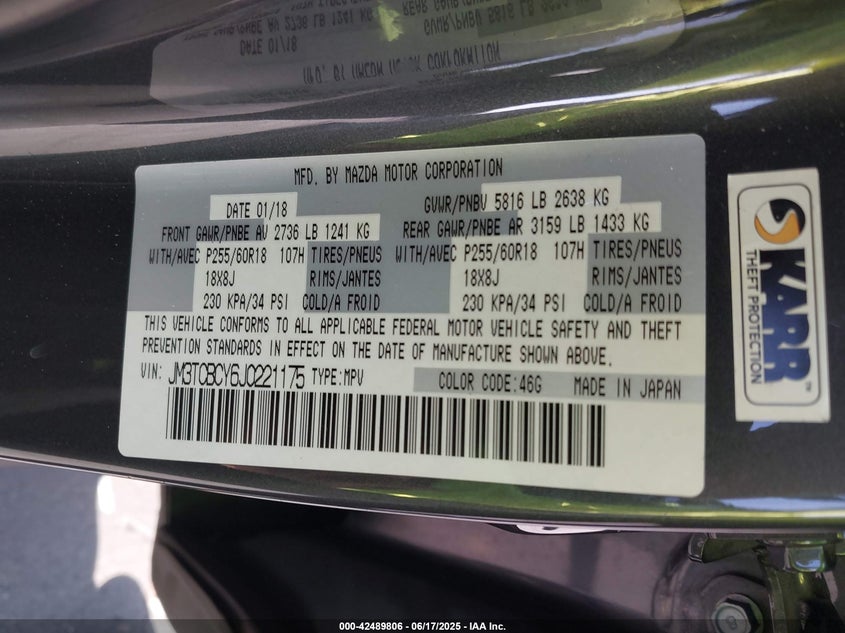 MFD. BY MAZDA MOTOR CORPORATION
DATE 01/18 GVWR/PNBV 5816 LB 2638 KG
FRONT GAWR/PNBE AV 2736 LB 1241 KG REAR GAWR/PNBE AR 3159 LB 1433 KG
WITH/AVEC P255/60R18 107H TIRES/PNEUS WITH/AVEC P255/60R18 107H TIRES/PNEUS
18X8J RIMS/JANTES 18X8J RIMS/JANTES
230 KPA/34 PSI COLD/A FROID 230 KPA/34 PSI COLD/A FROID
THIS VEHICLE CONFORMS TO ALL APPLICABLE FEDERAL MOTOR VEHICLE SAFETY AND THEFT
PREVENTION STANDARDS IN EFFECT ON THE DATE OF MANUFACTURE SHOWN ABOVE.
VIN: JM3TCBCY6J0221175 TYPE:MPV COLOR CODE:46G MADE IN JAPAN
KARR
THEFT PROTECTION
000-42489806 - 06/17/2025 - IAA Inc.